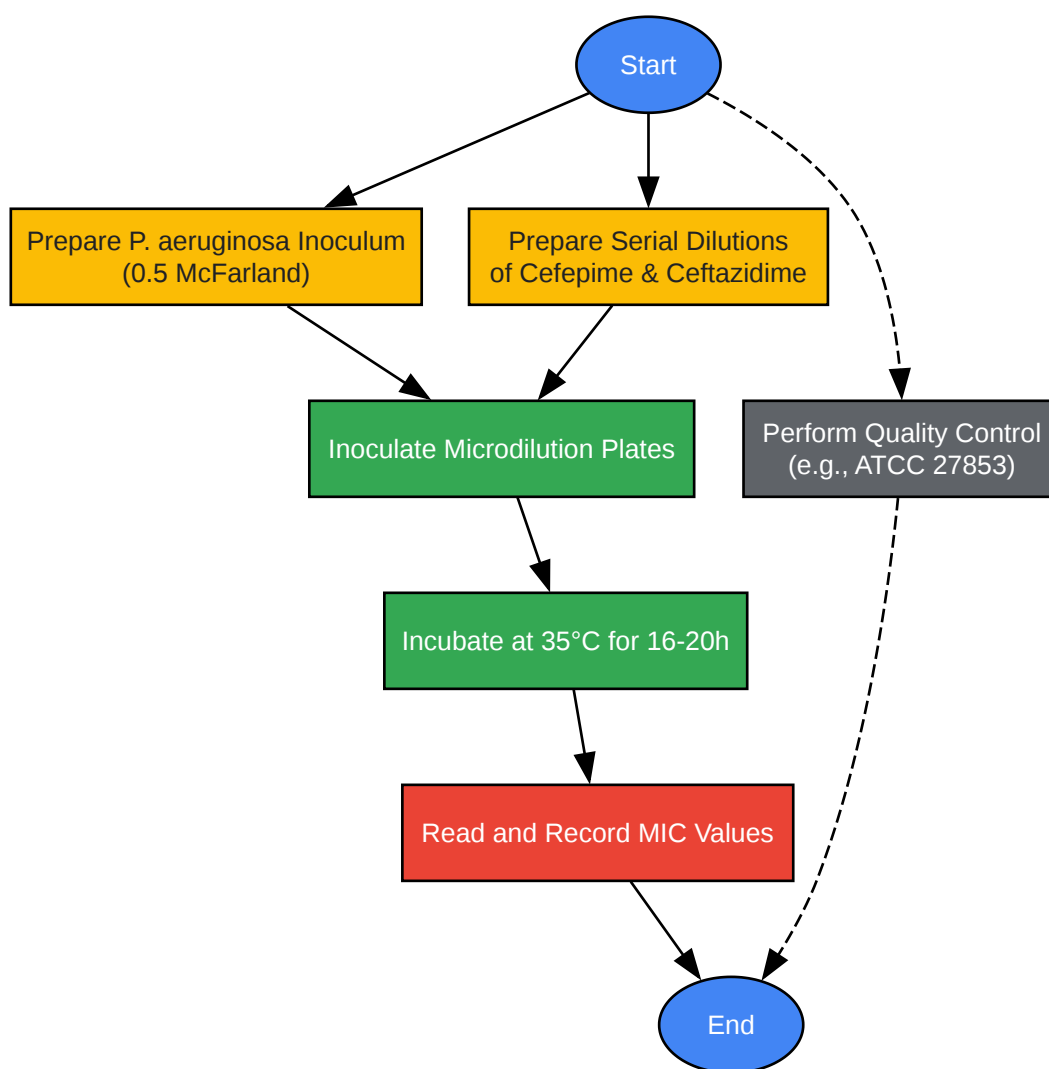 Start
Prepare P. aeruginosa Inoculum
(0.5 McFarland)
Prepare Serial Dilutions
of Cefepime & Ceftazidime
Inoculate Microdilution Plates
Perform Quality Control
(e.g., ATCC 27853)
Incubate at 35°C for 16-20h
Read and Record MIC Values
End